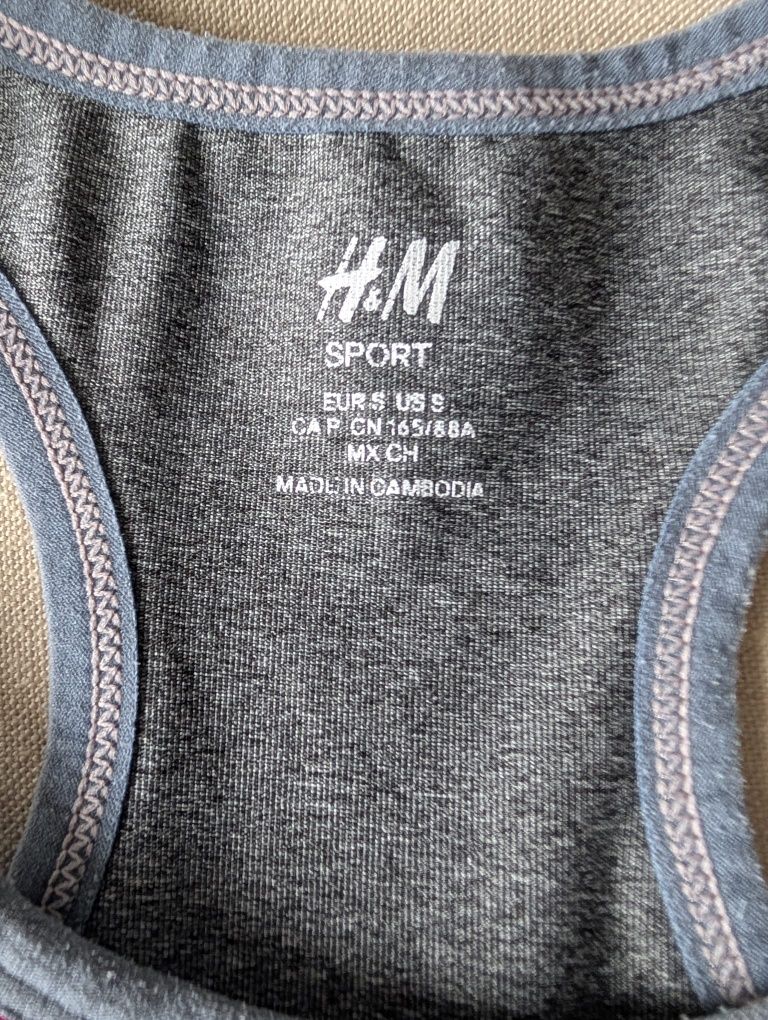 H&M
SPORT
EUR S US S
CA P CN 165/88A
MX CH
MADE IN CAMBODIA